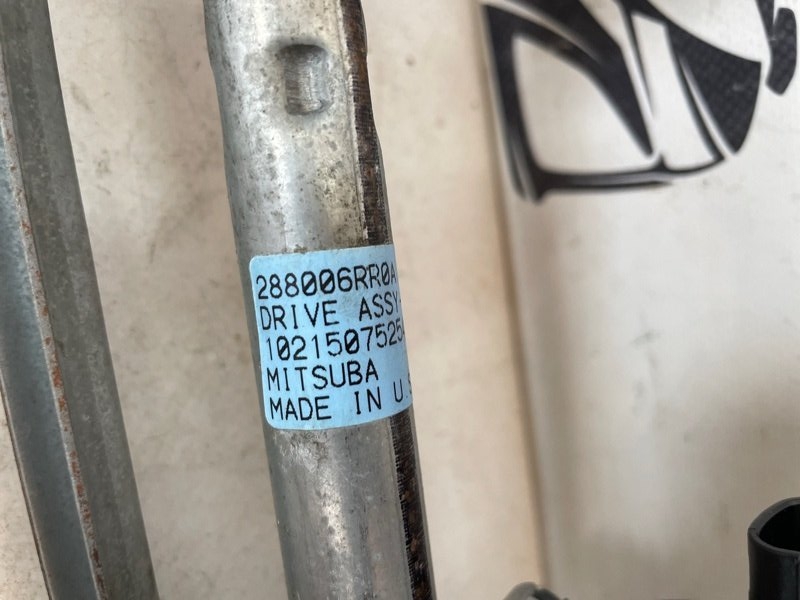 288006RR0A
DRIVE ASSY-
1021507525
MITSUBA
MADE IN U.S